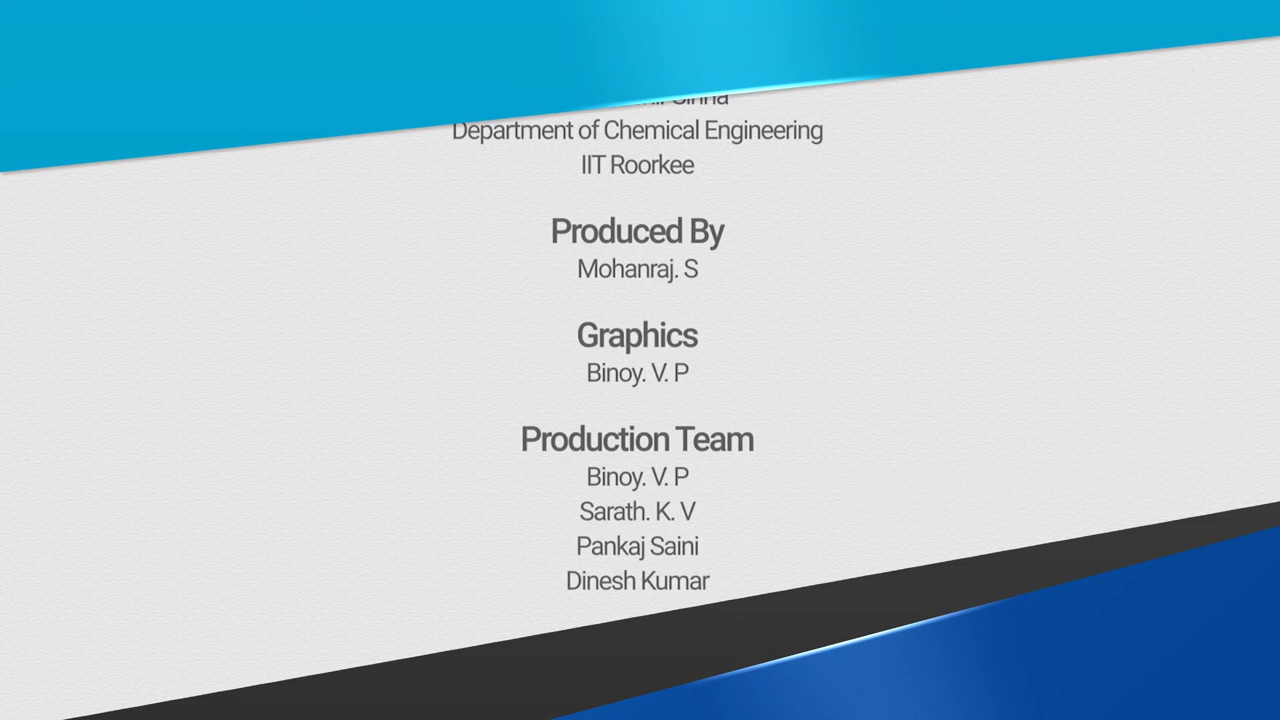 Department of Chemical Engineering
IIT Roorkee
Produced By
Mohanraj. S
Graphics
Binoy. V. P
Production Team
Binoy. V. P
Sarath. K. V
Pankaj Saini
Dinesh Kumar